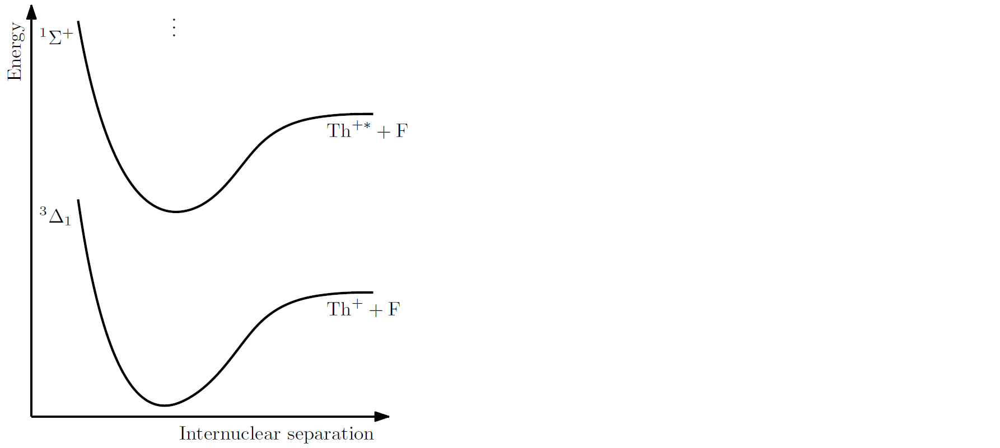 Energy
¹Σ⁺
⋮
Th⁺* + F
³Δ₁
Th⁺ + F
Internuclear separation